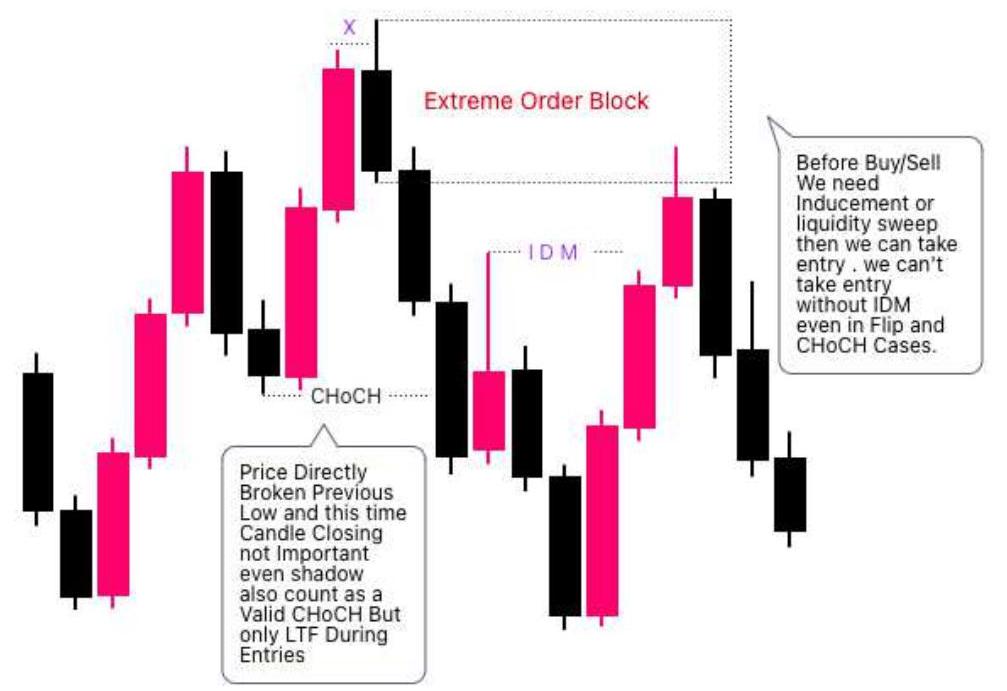 X
Extreme Order Block
Before Buy/Sell
We need
Inducement or
liquidity sweep
then we can take
entry . we can't
take entry
without IDM
even in Flip and
CHoCH Cases.
I D M
CHoCH
Price Directly
Broken Previous
Low and this time
Candle Closing
not Important
even shadow
also count as a
Valid CHoCH But
only LTF During
Entries